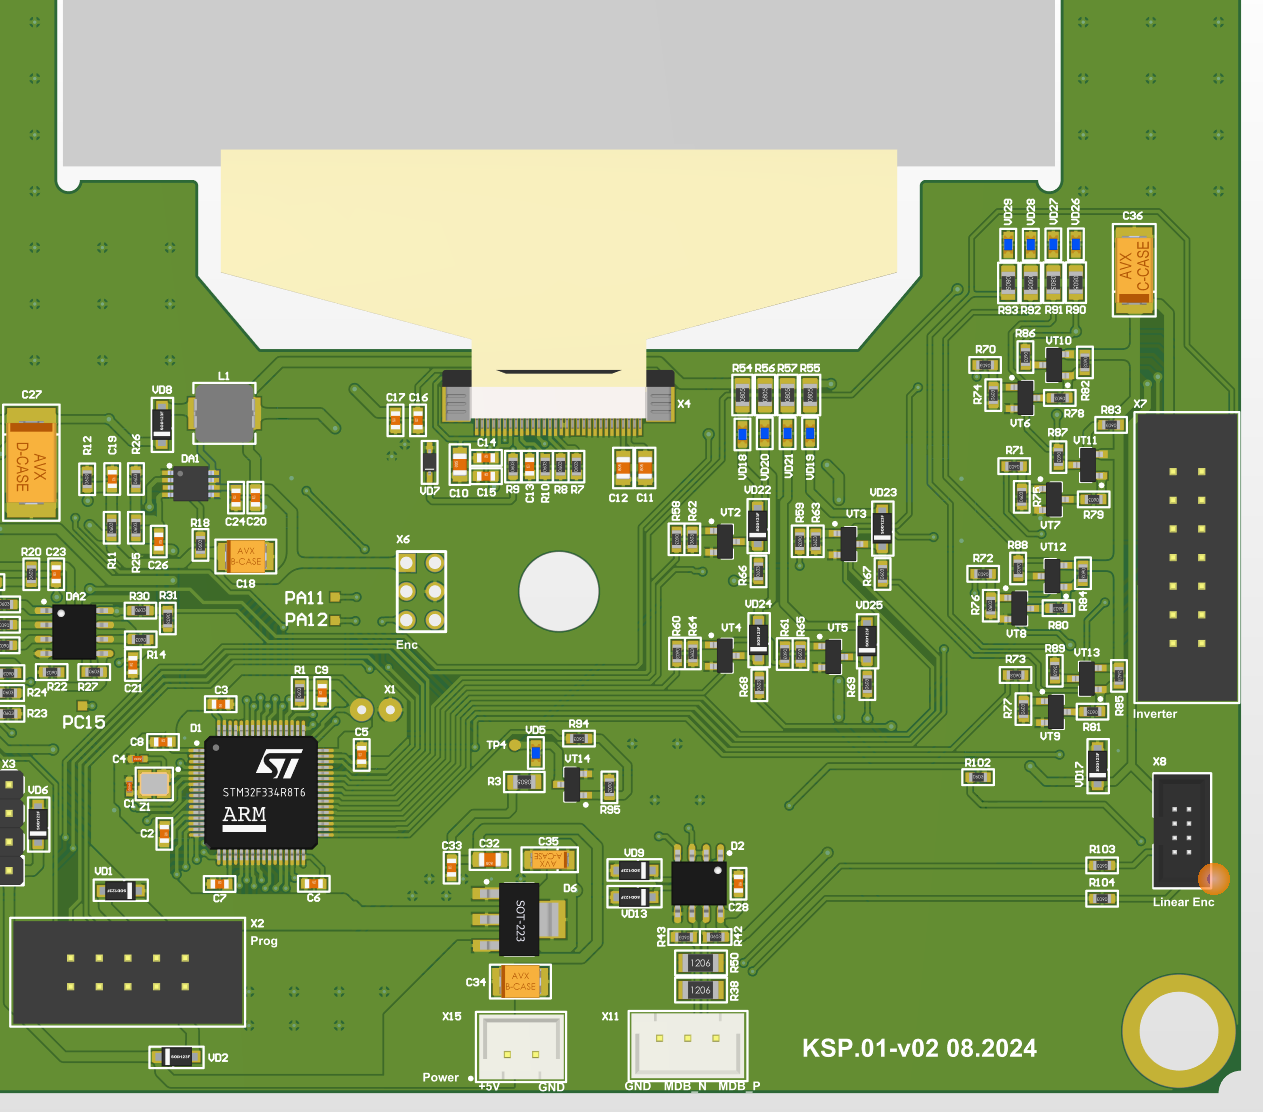 VD29 VD28 VD27 VD26
C36
AVX
C-CASE
R93 R92 R91 R90
R86
VT10
R70
R82
R74
VT6
R78
L1
VD8
C27
AVX
D-CASE
C17 C16
X4
R54 R56 R57 R55
VD18 VD20 VD21 VD19
X7
R83
R87
VT11
R71
R75
VT7
R79
R12
C19
R26
DA1
C24 C20
R11
R25
C26
R18
AVX
B-CASE
C18
VD7
C14
C10
C15
R9
C13
R10
R8
R7
C12 C11
R58
R62
VT2
VD22
R66
R59
R63
VT3
VD23
R67
R88
VT12
R72
R76
VT8
R80
R84
R20 C23
DA2
R30
R31
R14
C21
R24
R22
R27
R23
PC15
X6
PA11
PA12
Enc
R60
R64
VT4
VD24
R68
R61
R65
VT5
VD25
R69
R89
VT13
R73
R77
VT9
R81
R85
Inverter
R1
C9
X1
C3
D1
C8
C4
C1
Z1
C2
C5
STM32F334R8T6
ARM
C7
C6
X3
VD6
VD1
TP4
VD5
R94
R3
VT14
R95
R102
VD17
X8
R103
R104
Linear Enc
C33
C32
C35
AVX
A-CASE
D6
SOT-223
VD9
VD13
D2
C28
R43
R42
1206
R50
1206
R38
C34
AVX
B-CASE
X2
Prog
VD2
X15
Power
+5V
GND
X11
GND MDB_N MDB_P
KSP.01-v02 08.2024